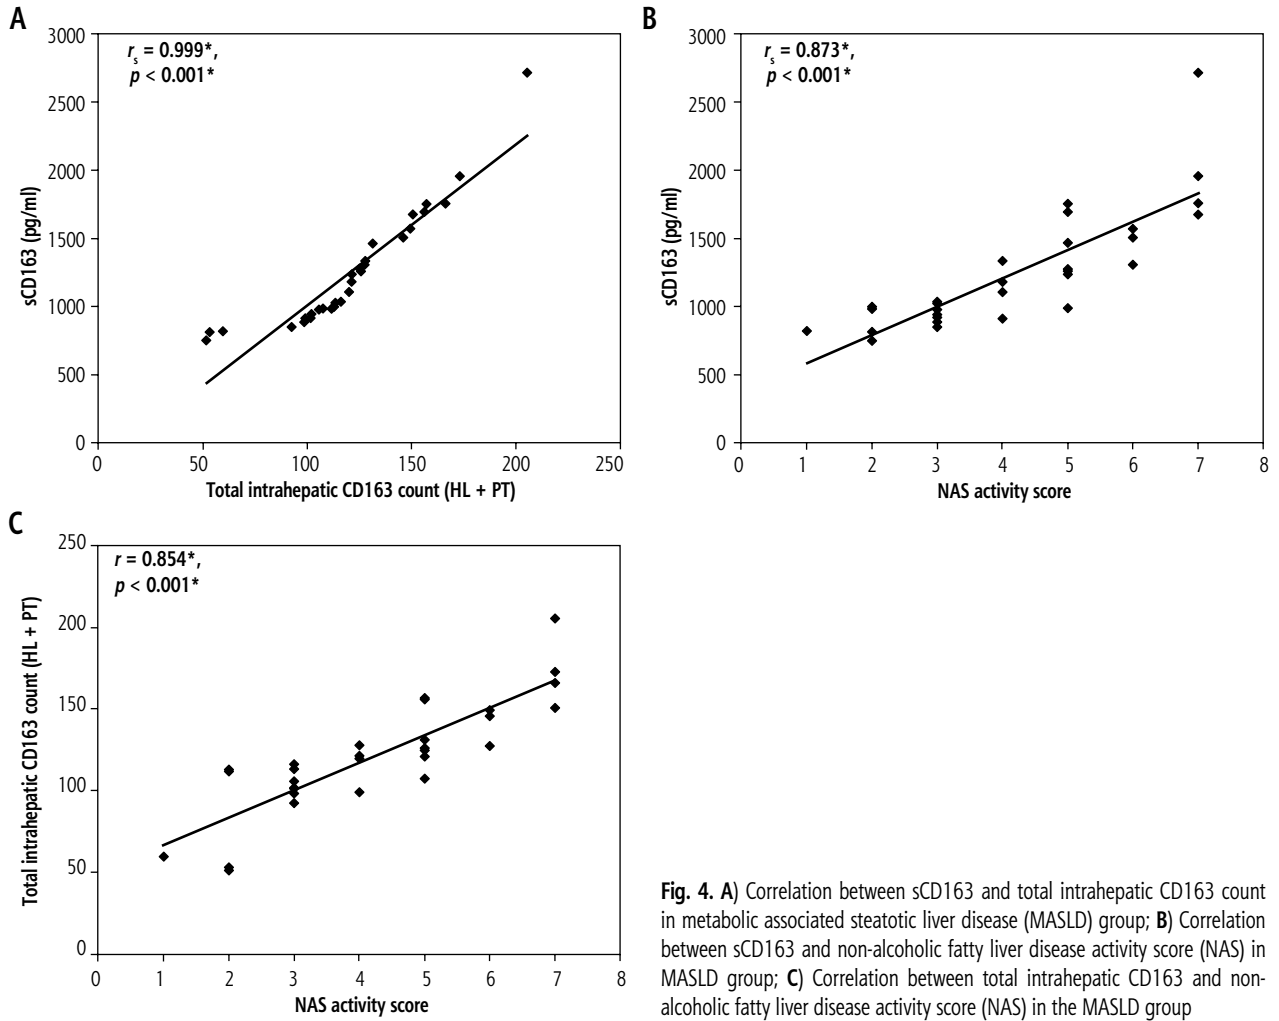 A
r_s = 0.999*,
p < 0.001*
sCD163 (pg/ml)
3000
2500
2000
1500
1000
500
0
0 50 100 150 200 250
Total intrahepatic CD163 count (HL + PT)
B
r_s = 0.873*,
p < 0.001*
sCD163 (pg/ml)
3000
2500
2000
1500
1000
500
0
0 1 2 3 4 5 6 7 8
NAS activity score
C
r = 0.854*,
p < 0.001*
Total intrahepatic CD163 count (HL + PT)
250
200
150
100
50
0
0 1 2 3 4 5 6 7 8
NAS activity score
Fig. 4. A) Correlation between sCD163 and total intrahepatic CD163 count
in metabolic associated steatotic liver disease (MASLD) group; B) Correlation
between sCD163 and non-alcoholic fatty liver disease activity score (NAS) in
MASLD group; C) Correlation between total intrahepatic CD163 and non-
alcoholic fatty liver disease activity score (NAS) in the MASLD group